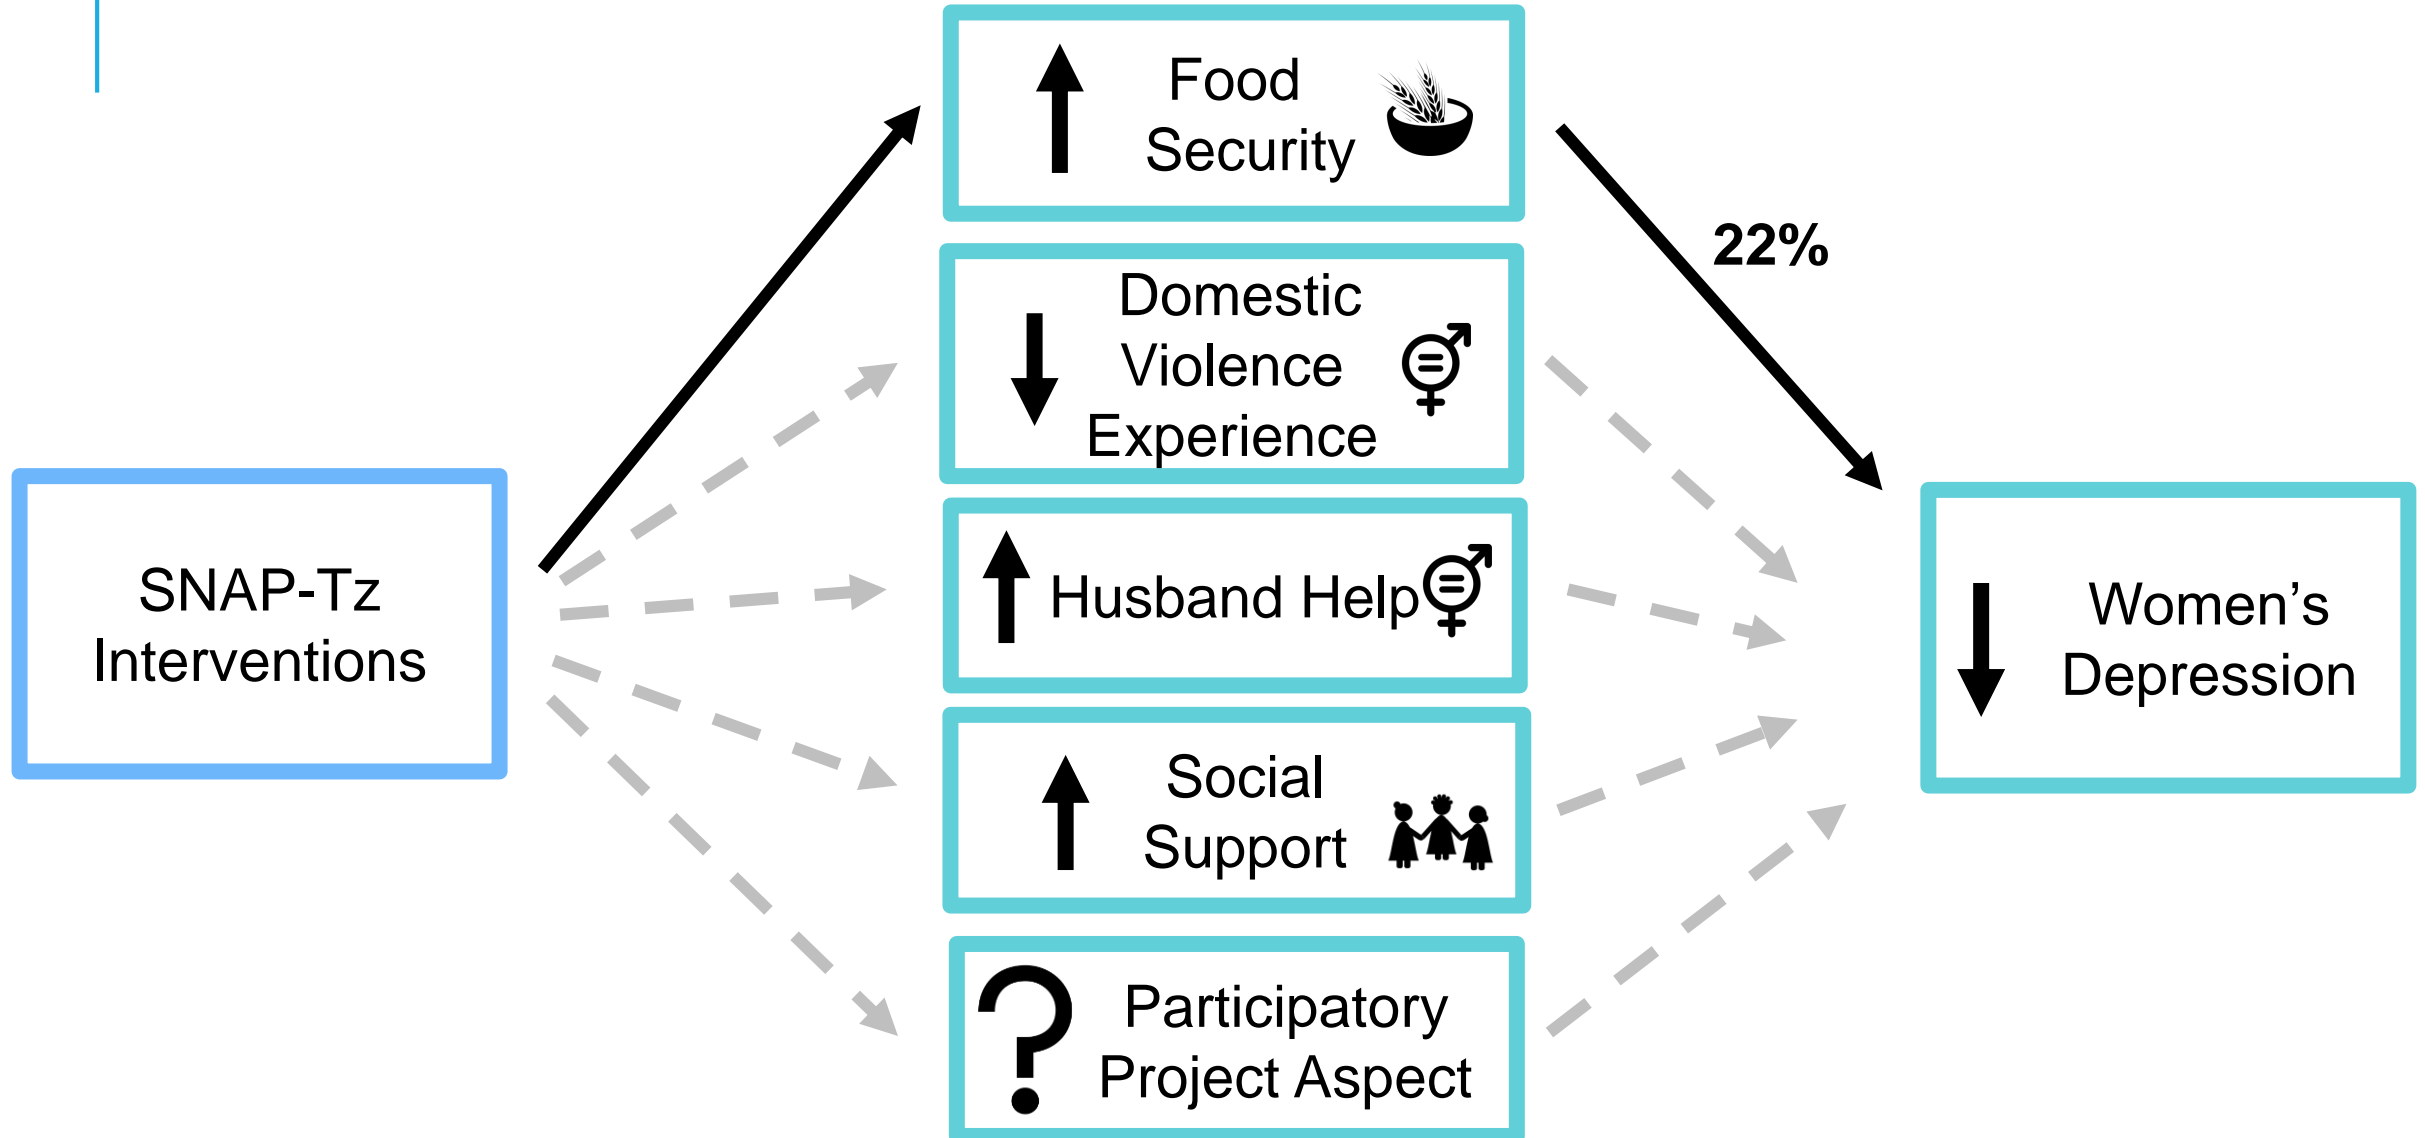 Food
Security
22%
Domestic
Violence
Experience
SNAP-Tz
Interventions
Husband Help
Women’s
Depression
Social
Support
?
Participatory
Project Aspect